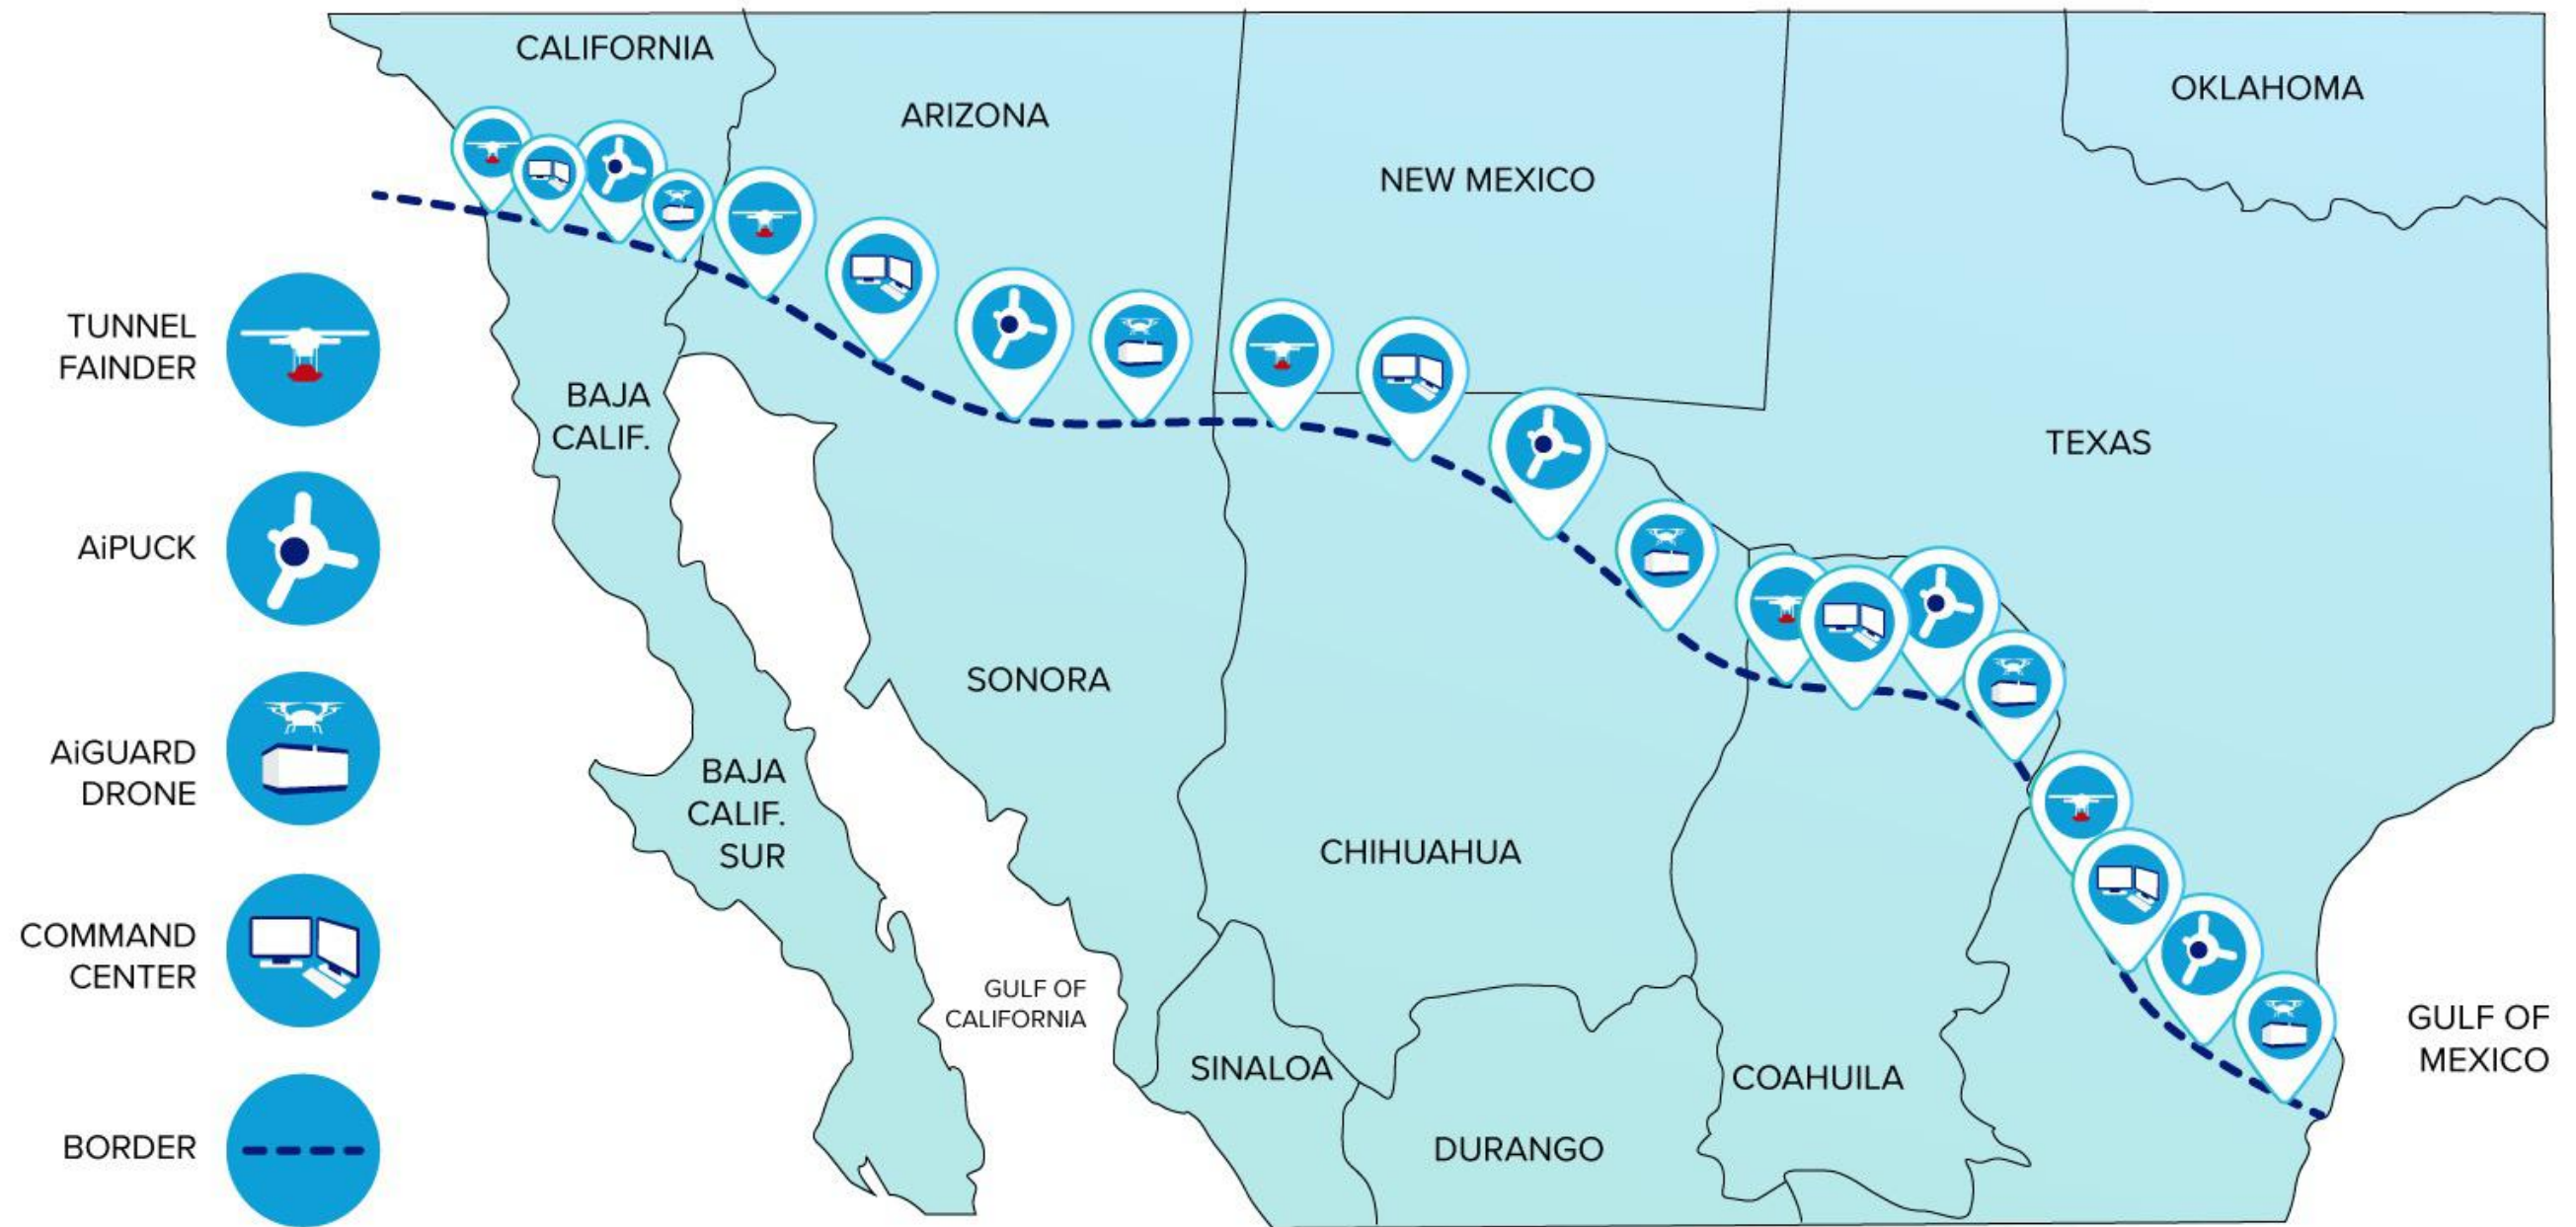 CALIFORNIA
ARIZONA
NEW MEXICO
OKLAHOMA
TEXAS
TUNNEL
FAINDER
AiPUCK
AiGUARD
DRONE
COMMAND
CENTER
BORDER
BAJA
CALIF.
SONORA
BAJA
CALIF.
SUR
CHIHUAHUA
GULF OF
CALIFORNIA
SINALOA
DURANGO
COAHUILA
GULF OF
MEXICO